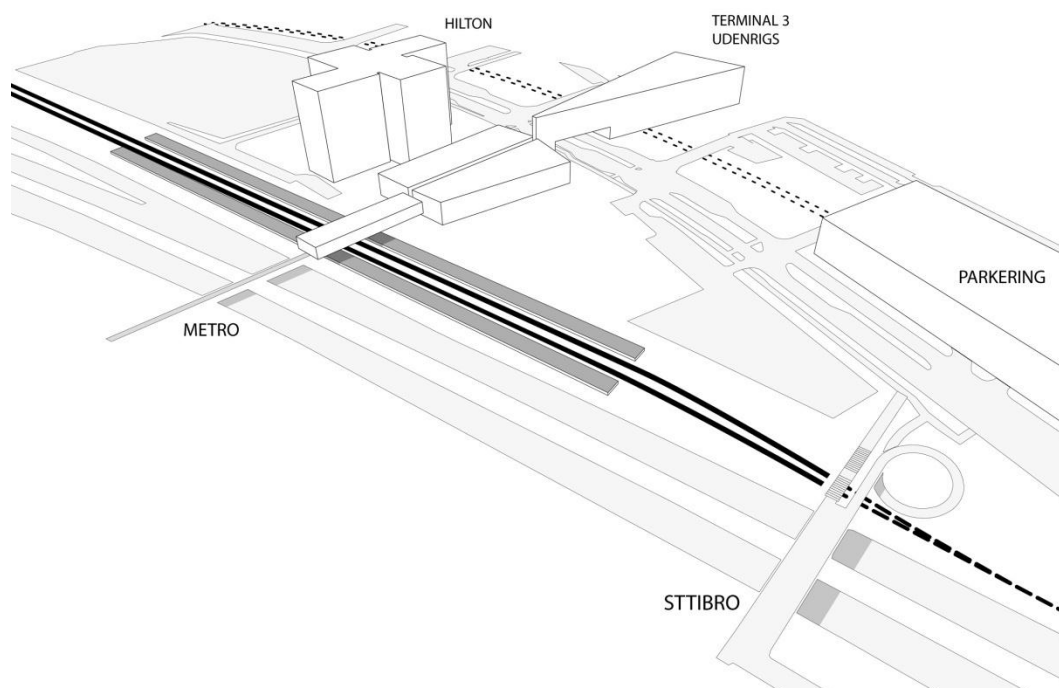 HILTON
TERMINAL 3
UDENRIGS
PARKERING
METRO
STTIBRO